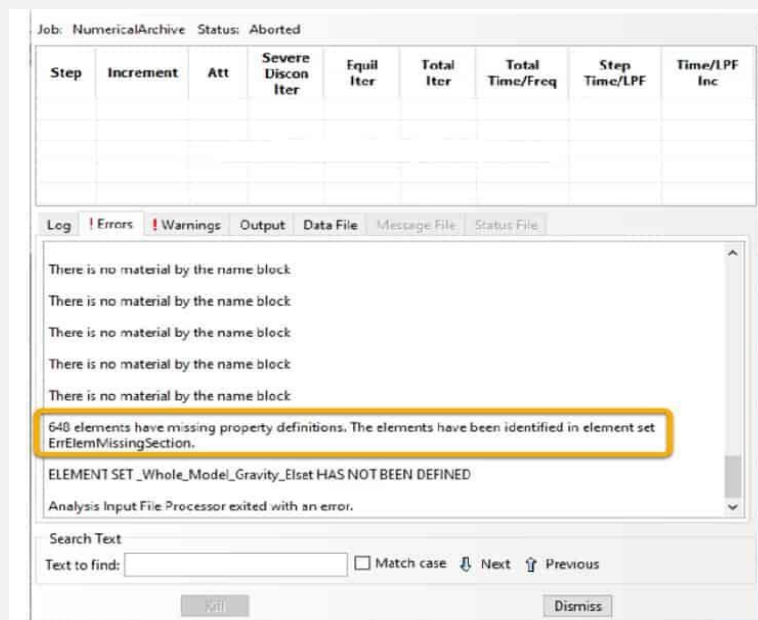 Job: NumericalArchive Status: Aborted
Step Increment Att Severe Discon Iter Equil Iter Total Iter Total Time/Freq Step Time/LPF Time/LPF Inc
Log ! Errors ! Warnings Output Data File Message File Status File
There is no material by the name block
There is no material by the name block
There is no material by the name block
There is no material by the name block
There is no material by the name block
648 elements have missing property definitions. The elements have been identified in element set
ErrElemMissingSection.
ELEMENT SET _Whole_Model_Gravity_Elset HAS NOT BEEN DEFINED
Analysis Input File Processor exited with an error.
Search Text
Text to find: Match case Next Previous
Kill Dismiss